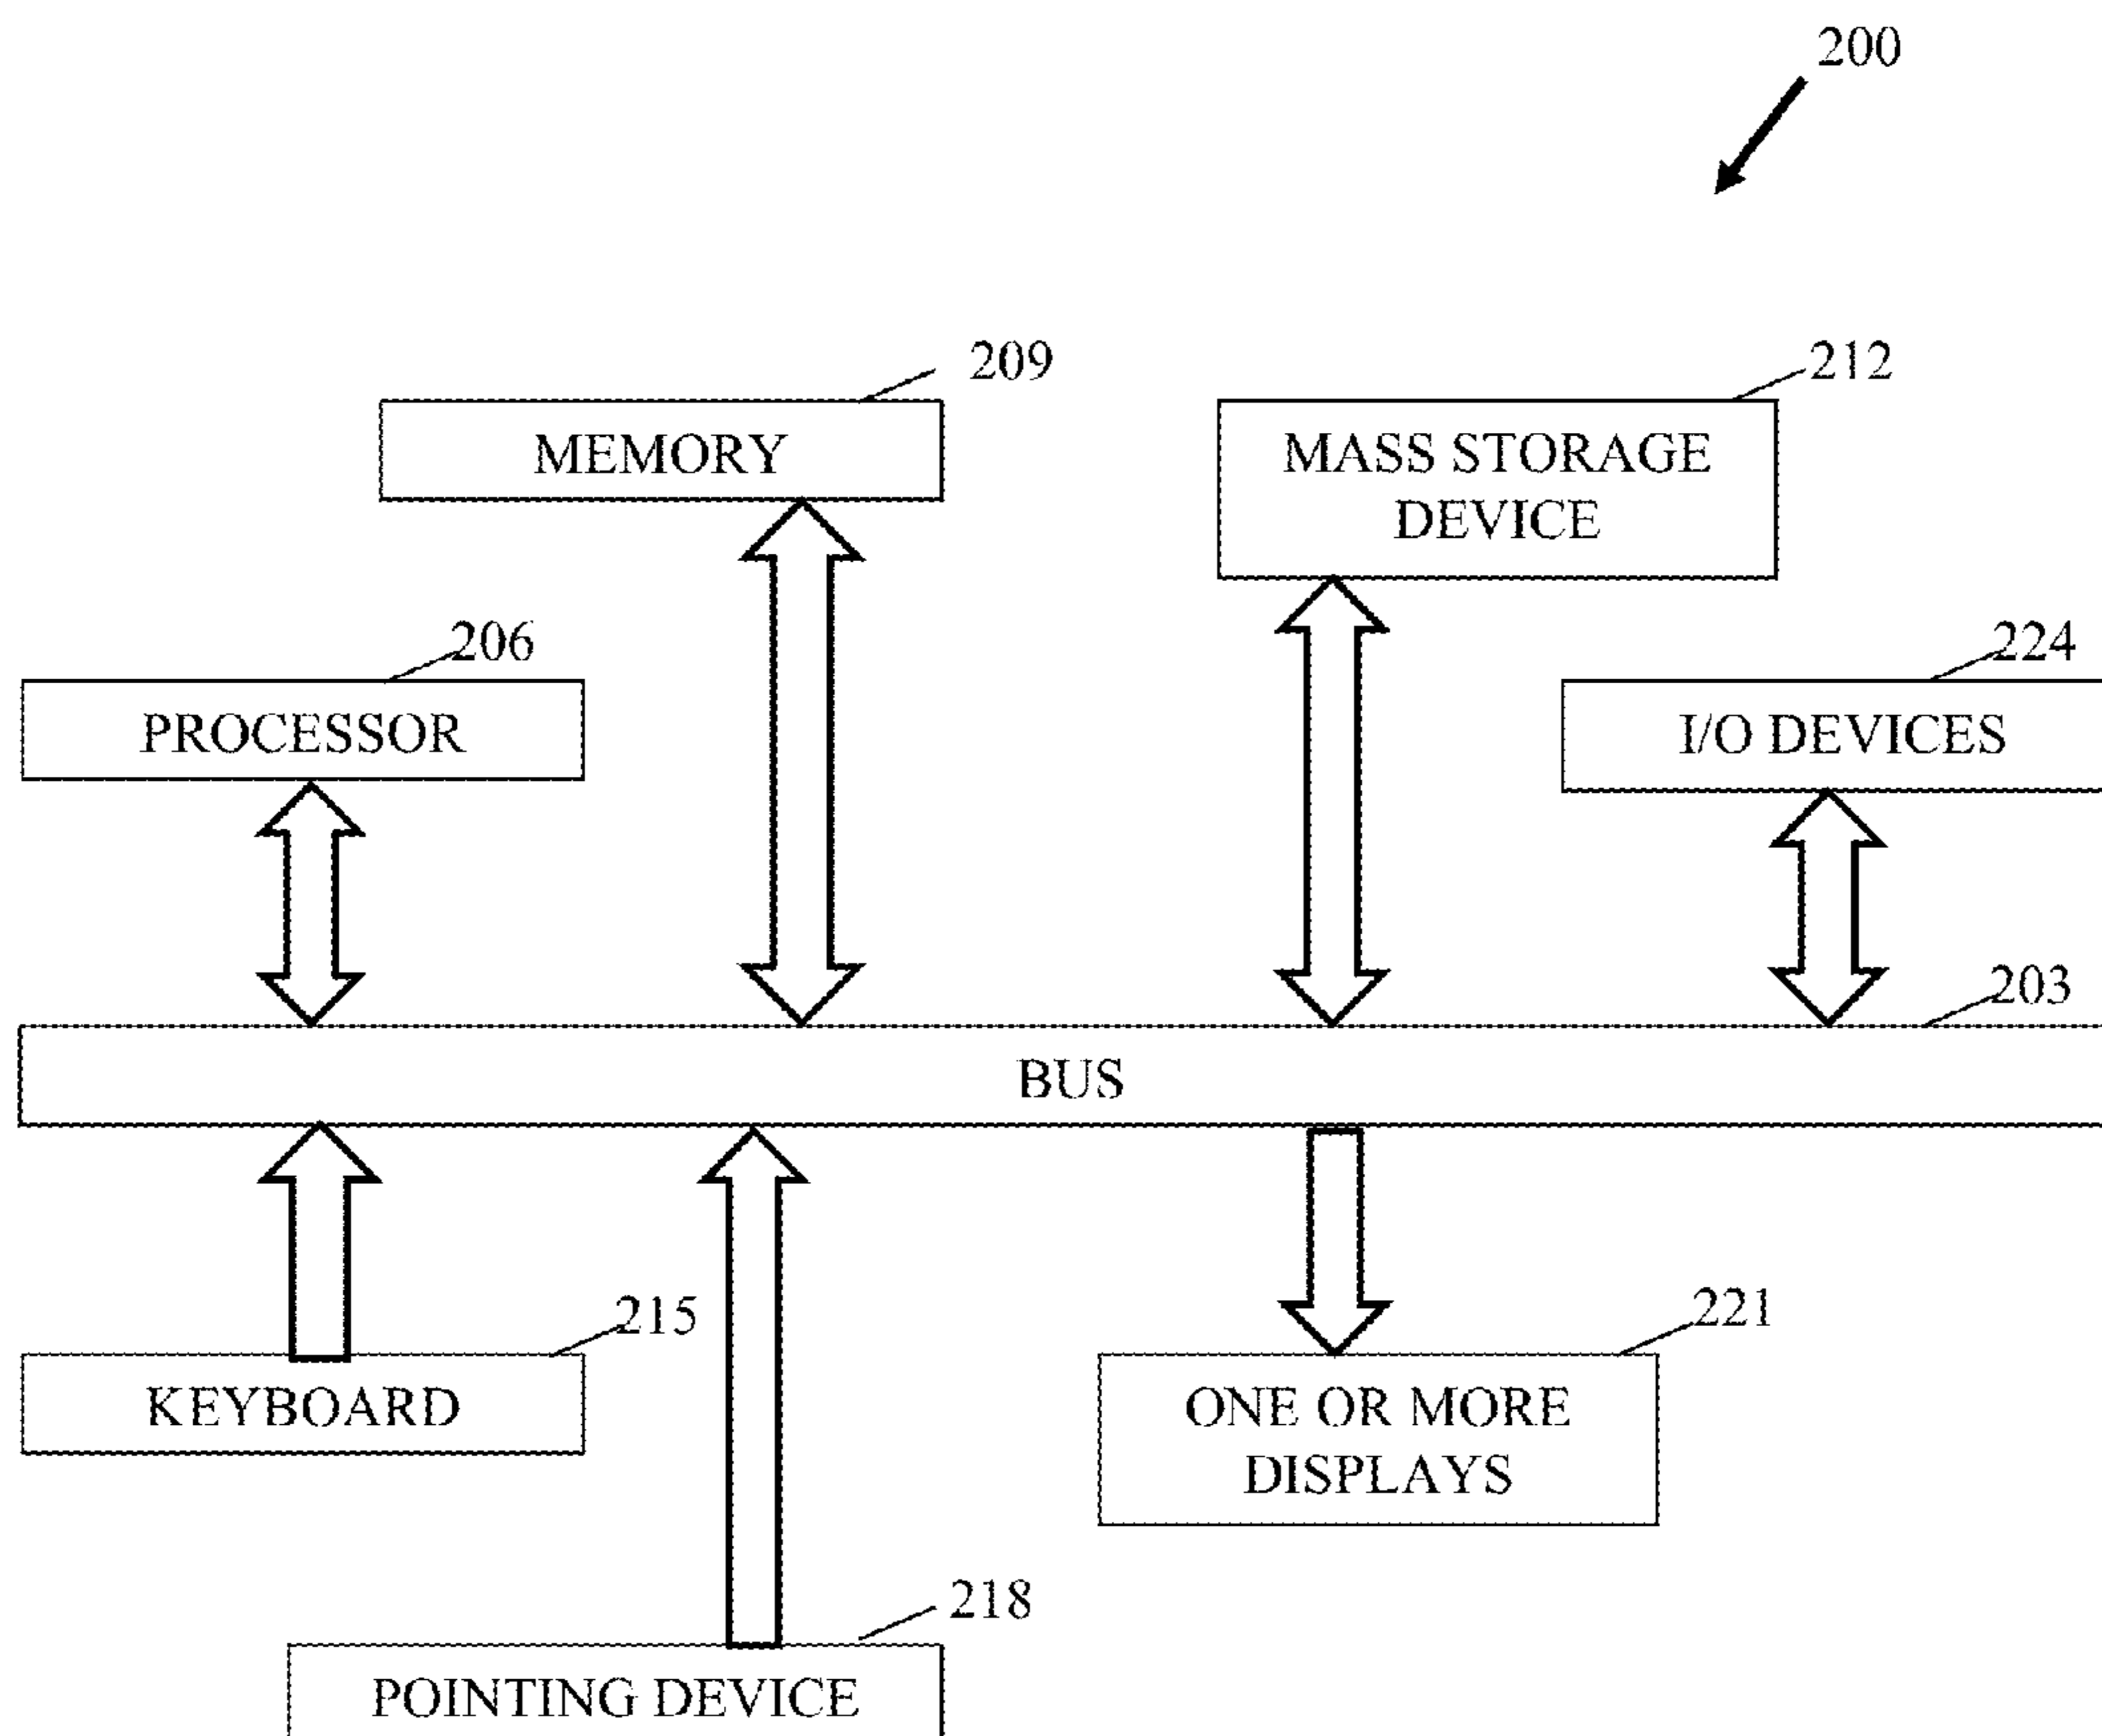 200
209
MEMORY
212
MASS STORAGE
DEVICE
206
PROCESSOR
224
I/O DEVICES
203
BUS
215
KEYBOARD
221
ONE OR MORE
DISPLAYS
218
POINTING DEVICE